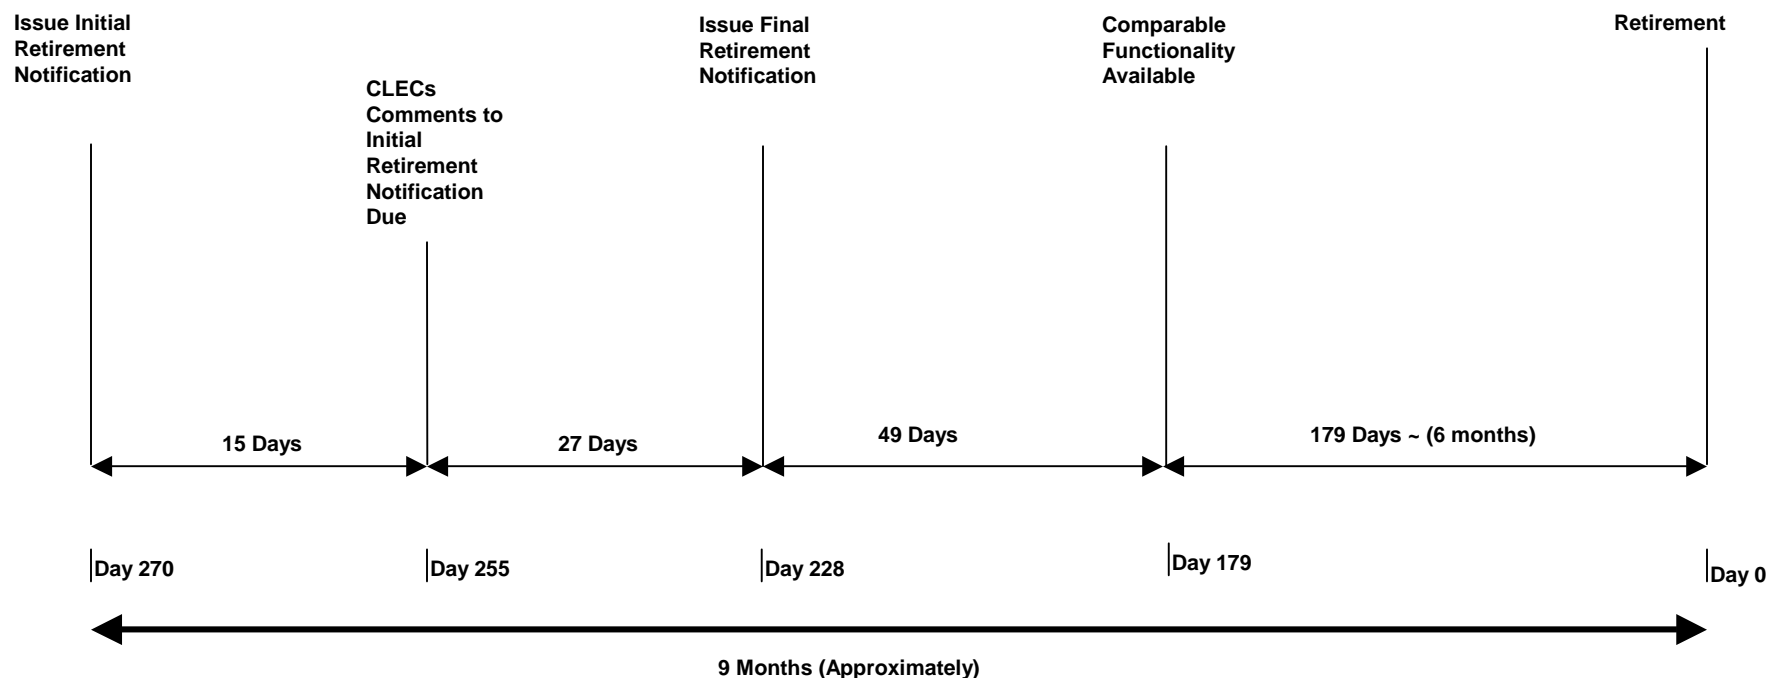 Issue Initial
Retirement
Notification
CLECs
Comments to
Initial
Retirement
Notification
Due
Issue Final
Retirement
Notification
Comparable
Functionality
Available
Retirement
15 Days
27 Days
49 Days
179 Days ~ (6 months)
Day 270
Day 255
Day 228
Day 179
Day 0
9 Months (Approximately)